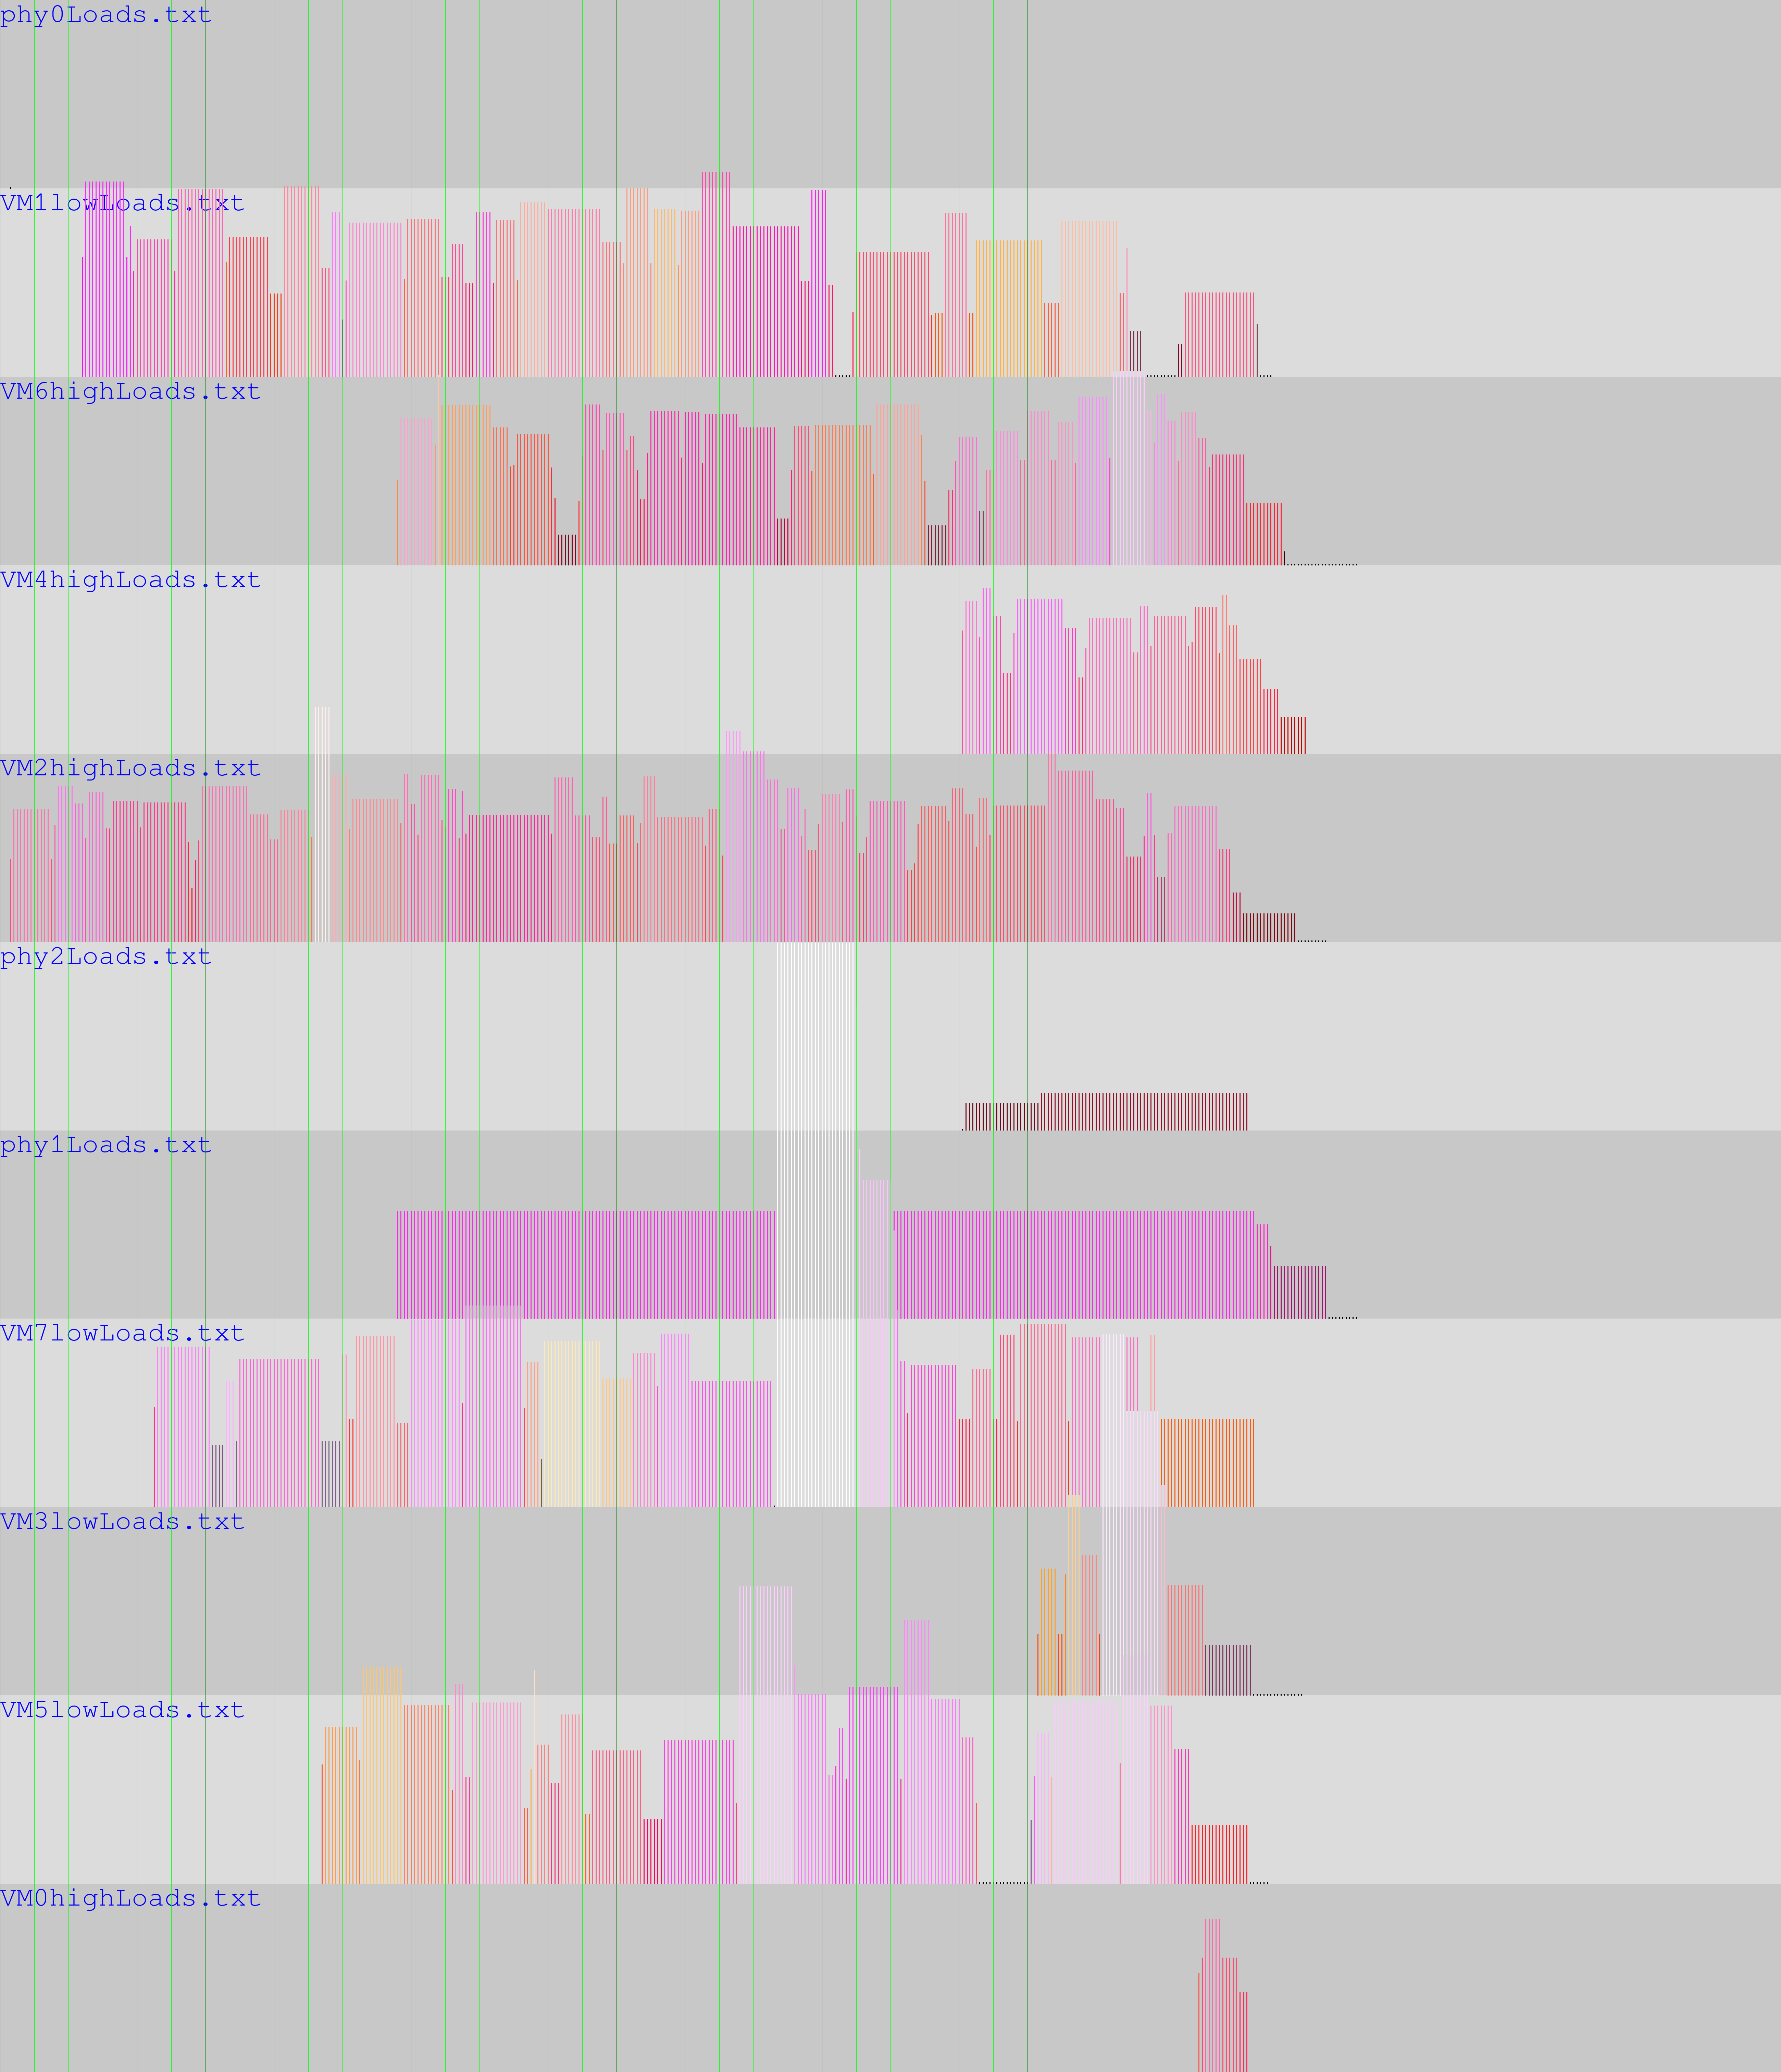 phy0Loads.txt
VM1lowLoads.txt
VM6highLoads.txt
VM4highLoads.txt
VM2highLoads.txt
phy2Loads.txt
phy1Loads.txt
VM7lowLoads.txt
VM3lowLoads.txt
VM5lowLoads.txt
VM0highLoads.txt